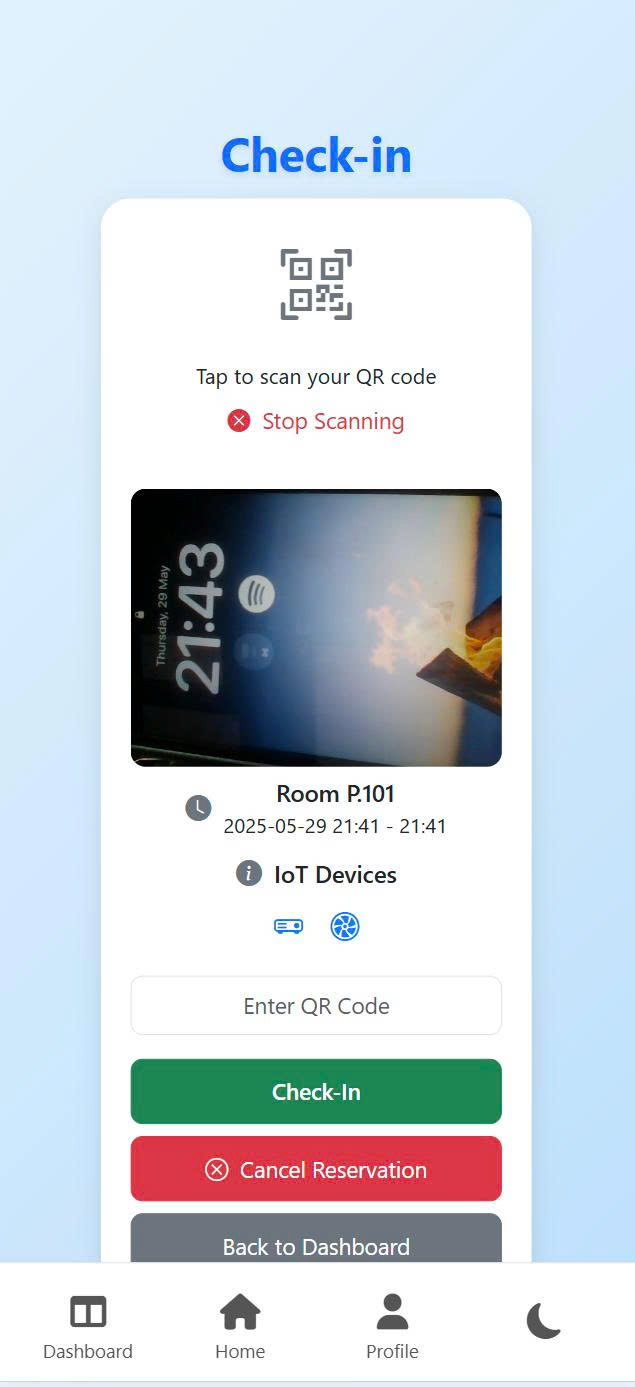 Check-in
Tap to scan your QR code
Stop Scanning
Thursday, 29 May
21:43
Room P.101
2025-05-29 21:41 - 21:41
IoT Devices
Enter QR Code
Check-In
Cancel Reservation
Back to Dashboard
Dashboard
Home
Profile